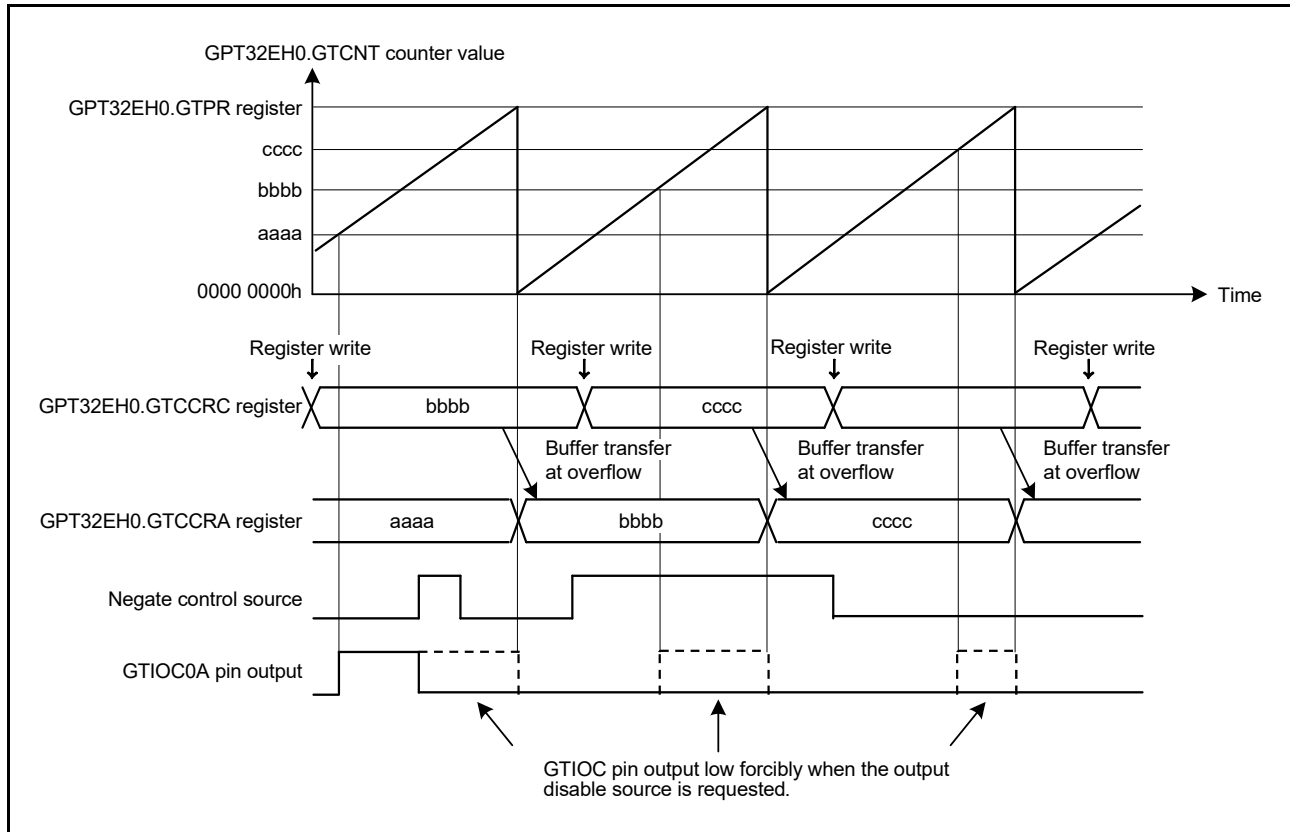 GPT32EH0.GTCNT counter value
GPT32EH0.GTPR register
cccc
bbbb
aaaa
0000 0000h
Time
Register write
Register write
Register write
Register write
GPT32EH0.GTCCRC register
bbbb
cccc
Buffer transfer
at overflow
Buffer transfer
at overflow
Buffer transfer
at overflow
GPT32EH0.GTCCRA register
aaaa
bbbb
cccc
Negate control source
GTIOC0A pin output
GTIOC pin output low forcibly when the output
disable source is requested.